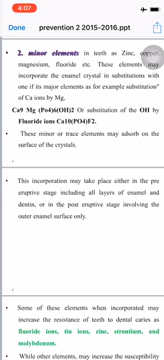 4:07
prevention 2 2015-2016.ppt
• 2. minor elements in teeth as Zinc, copper,
magnesium, fluoride etc. These elements may
incorporate the enamel crystal in substitutions with
one if its major elements as for example substitution"
of Ca ions by Mg.
Ca9 Mg (Po4)6(OH)2 Or substitution of the OH by
Fluoride ions Ca10(PO4)F2.
• These minor or trace elements may adsorb on the
surface of the crystals.
This incorporation may take place either in the pre
eruptive stage including all layers of enamel and
dentin, or in the post eruptive stage involving the
outer enamel surface only.
• Some of these elements when incorporated may
increase the resistance of teeth to dental caries as
fluoride ions, tin ions, zinc, strontium, and
molybdenum.
• While other elements, may increase the susceptibility